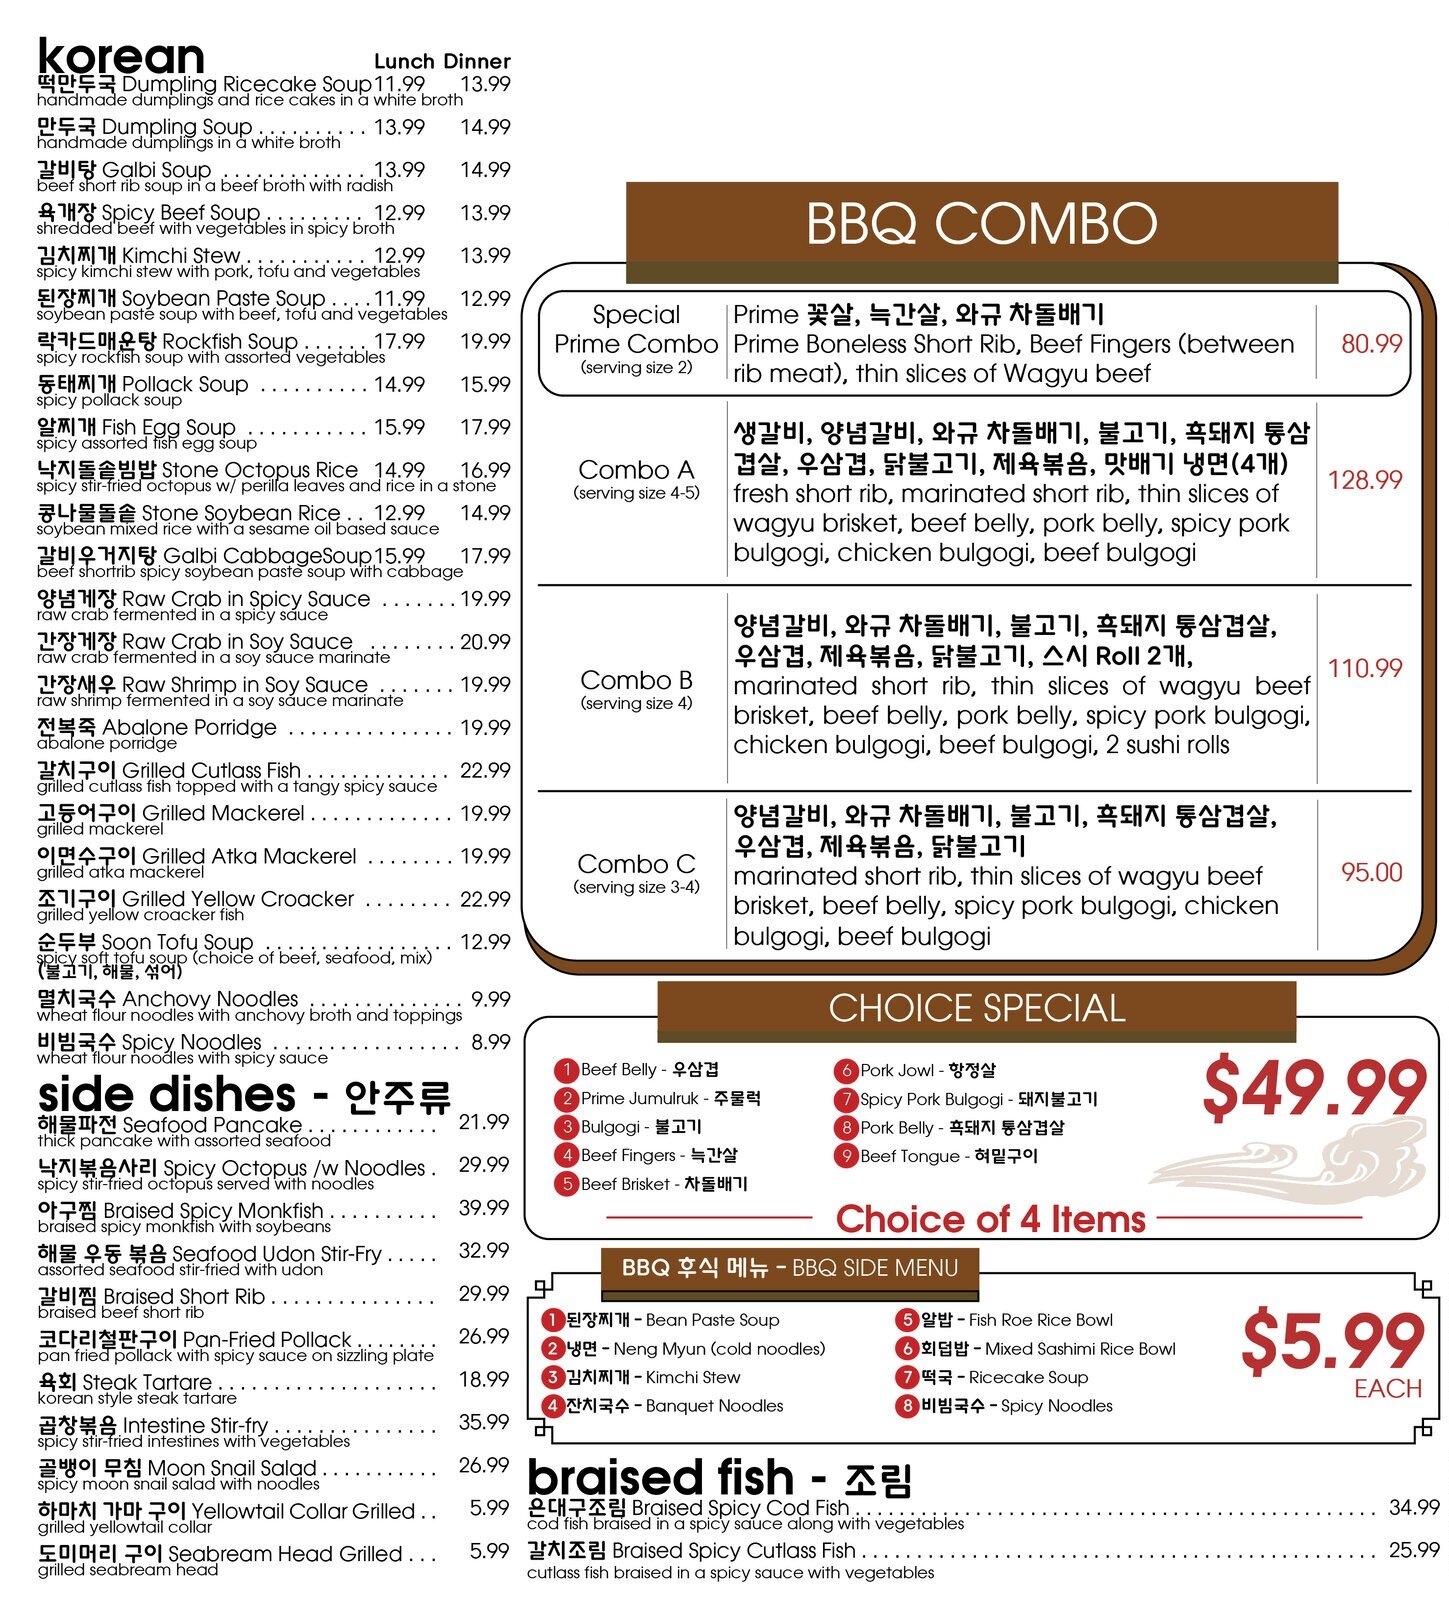 korean
Lunch Dinner
떡만두국 Dumpling Ricecake Soup 11.99 13.99
handmade dumplings and rice cakes in a white broth
만두국 Dumpling Soup . . . . . . . . . . 13.99 14.99
handmade dumplings in a white broth
갈비탕 Galbi Soup . . . . . . . . . . . . . 13.99 14.99
beef short rib soup in a beef broth with radish
육개장 Spicy Beef Soup . . . . . . . . . 12.99 13.99
shredded beef with vegetables in spicy broth
김치찌개 Kimchi Stew . . . . . . . . . . . 12.99 13.99
spicy kimchi stew with pork, tofu and vegetables
된장찌개 Soybean Paste Soup . . . . 11.99 12.99
soybean paste soup with beef, tofu and vegetables
락카드매운탕 Rockfish Soup . . . . . . 17.99 19.99
spicy rockfish soup with assorted vegetables
동태찌개 Pollack Soup . . . . . . . . . . 14.99 15.99
spicy pollack soup
알찌개 Fish Egg Soup . . . . . . . . . . . 15.99 17.99
spicy assorted fish egg soup
낙지돌솥빔밥 Stone Octopus Rice 14.99 16.99
spicy stir-fried octopus w/ perilla leaves and rice in a stone
콩나물돌솥 Stone Soybean Rice . . 12.99 14.99
soybean mixed rice with a sesame oil based sauce
갈비우거지탕 Galbi CabbageSoup 15.99 17.99
beef shortrib spicy soybean paste soup with cabbage
양념게장 Raw Crab in Spicy Sauce . . . . . . . 19.99
raw crab fermented in a spicy sauce
간장게장 Raw Crab in Soy Sauce . . . . . . . . 20.99
raw crab fermented in a soy sauce marinate
간장새우 Raw Shrimp in Soy Sauce . . . . . . . 19.99
raw shrimp fermented in a soy sauce marinate
전복죽 Abalone Porridge . . . . . . . . . . . . . . . 19.99
abalone porridge
갈치구이 Grilled Cutlass Fish . . . . . . . . . . . . . 22.99
grilled cutlass fish topped with a tangy spicy sauce
고등어구이 Grilled Mackerel . . . . . . . . . . . . . 19.99
grilled mackerel
이면수구이 Grilled Atka Mackerel . . . . . . . . 19.99
grilled atka mackerel
조기구이 Grilled Yellow Croacker . . . . . . . . 22.99
grilled yellow croacker fish
순두부 Soon Tofu Soup . . . . . . . . . . . . . . . . . 12.99
spicy soft tofu soup (choice of beef, seafood, mix)
(불고기, 해물, 섞어)
멸치국수 Anchovy Noodles . . . . . . . . . . . . . . 9.99
wheat flour noodles with anchovy broth and toppings
비빔국수 Spicy Noodles . . . . . . . . . . . . . . . . . 8.99
wheat flour noodles with spicy sauce
side dishes - 안주류
해물파전 Seafood Pancake . . . . . . . . . . . . 21.99
thick pancake with assorted seafood
낙지볶음사리 Spicy Octopus /w Noodles . 29.99
spicy stir-fried octopus served with noodles
아구찜 Braised Spicy Monkfish . . . . . . . . . . 39.99
braised spicy monkfish with soybeans
해물 우동 볶음 Seafood Udon Stir-Fry . . . . . 32.99
assorted seafood stir-fried with udon
갈비찜 Braised Short Rib . . . . . . . . . . . . . . . 29.99
braised beef short rib
코다리철판구이 Pan-Fried Pollack . . . . . . . . 26.99
pan fried pollack with spicy sauce on sizzling plate
육회 Steak Tartare . . . . . . . . . . . . . . . . . . . . 18.99
korean style steak tartare
곱창볶음 Intestine Stir-fry . . . . . . . . . . . . . . . 35.99
spicy stir-fried intestines with vegetables
골뱅이 무침 Moon Snail Salad . . . . . . . . . . . 26.99
spicy moon snail salad with noodles
하마치 가마 구이 Yellowtail Collar Grilled . . 5.99
grilled yellowtail collar
도미머리 구이 Seabream Head Grilled . . . 5.99
grilled seabream head
BBQ COMBO
Special
Prime Combo
(serving size 2)
Prime 꽃살, 늑간살, 와규 차돌배기
Prime Boneless Short Rib, Beef Fingers (between
rib meat), thin slices of Wagyu beef
80.99
Combo A
(serving size 4-5)
생갈비, 양념갈비, 와규 차돌배기, 불고기, 흑돼지 통삼
겹살, 우삼겹, 닭불고기, 제육볶음, 맛배기 냉면(4개)
fresh short rib, marinated short rib, thin slices of
wagyu brisket, beef belly, pork belly, spicy pork
bulgogi, chicken bulgogi, beef bulgogi
128.99
Combo B
(serving size 4)
양념갈비, 와규 차돌배기, 불고기, 흑돼지 통삼겹살,
우삼겹, 제육볶음, 닭불고기, 스시 Roll 2개,
marinated short rib, thin slices of wagyu beef
brisket, beef belly, pork belly, spicy pork bulgogi,
chicken bulgogi, beef bulgogi, 2 sushi rolls
110.99
Combo C
(serving size 3-4)
양념갈비, 와규 차돌배기, 불고기, 흑돼지 통삼겹살,
우삼겹, 제육볶음, 닭불고기
marinated short rib, thin slices of wagyu beef
brisket, beef belly, spicy pork bulgogi, chicken
bulgogi, beef bulgogi
95.00
CHOICE SPECIAL
1 Beef Belly - 우삼겹
2 Prime Jumulruk - 주물럭
3 Bulgogi - 불고기
4 Beef Fingers - 늑간살
5 Beef Brisket - 차돌배기
6 Pork Jowl - 항정살
7 Spicy Pork Bulgogi - 돼지불고기
8 Pork Belly - 흑돼지 통삼겹살
9 Beef Tongue - 혀밑구이
$49.99
Choice of 4 Items
BBQ 후식 메뉴 - BBQ SIDE MENU
1 된장찌개 - Bean Paste Soup
2 냉면 - Neng Myun (cold noodles)
3 김치찌개 - Kimchi Stew
4 잔치국수 - Banquet Noodles
5 알밥 - Fish Roe Rice Bowl
6 회덥밥 - Mixed Sashimi Rice Bowl
7 떡국 - Ricecake Soup
8 비빔국수 - Spicy Noodles
$5.99
EACH
braised fish - 조림
은대구조림 Braised Spicy Cod Fish . . . . . . . . . . . . . . . . . . . . . . . . . . . . . . . . . . . . . . . . 34.99
cod fish braised in a spicy sauce along with vegetables
갈치조림 Braised Spicy Cutlass Fish . . . . . . . . . . . . . . . . . . . . . . . . . . . . . . . . . . . . . . . 25.99
cutlass fish braised in a spicy sauce with vegetables